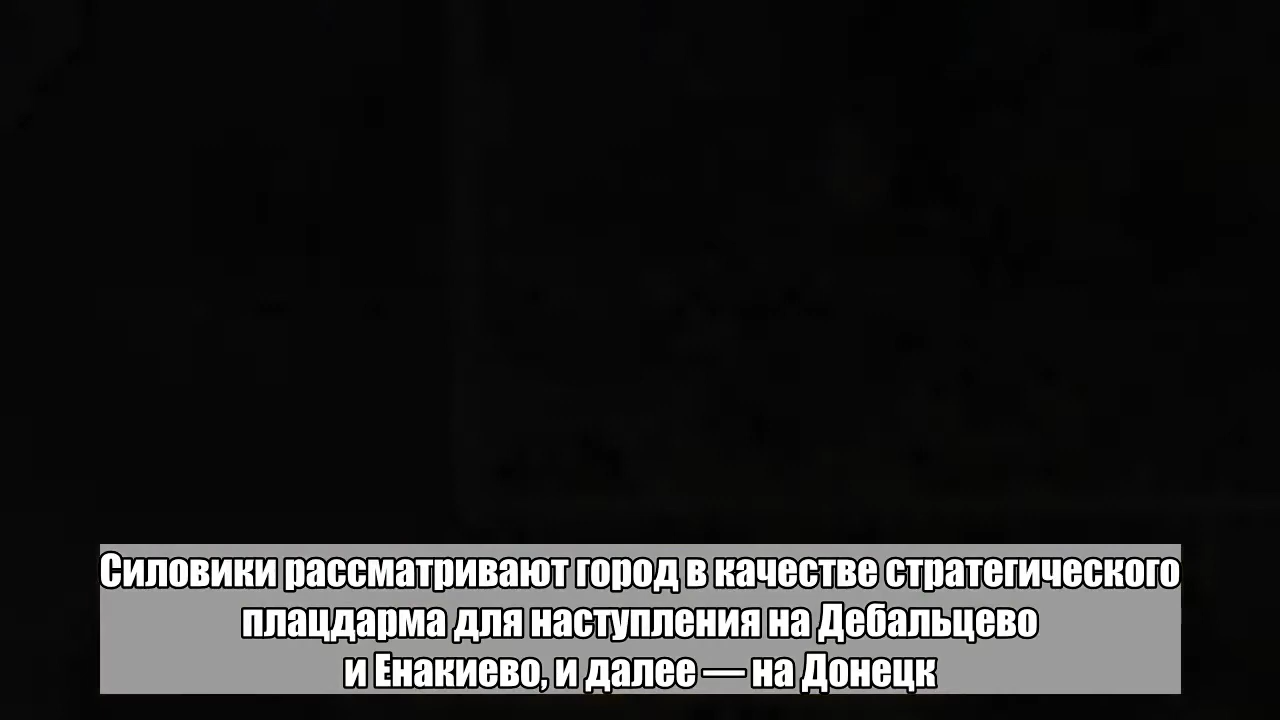 Силовики рассматривают город в качестве стратегического
плацдарма для наступления на Дебальцево
и Енакиево, и далее — на Донецк